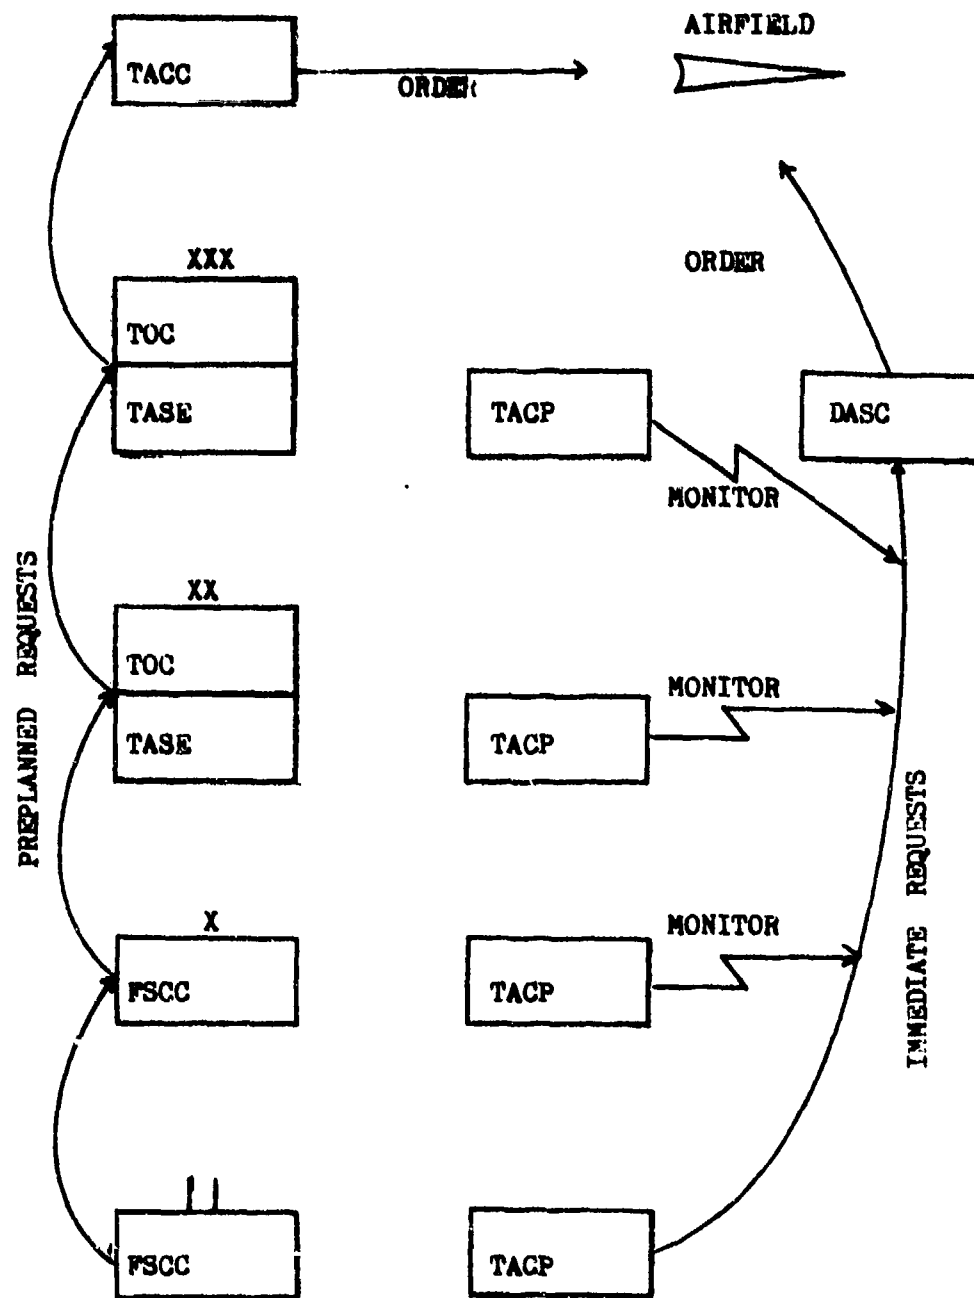 AIRFIELD
TACC
ORDER
XXX
ORDER
TOC
TASE
TACP
DASC
MONITOR
PREPLANNED REQUESTS
XX
TOC
MONITOR
TASE
TACP
IMMEDIATE REQUESTS
X
MONITOR
FSCC
TACP
FSCC
TACP